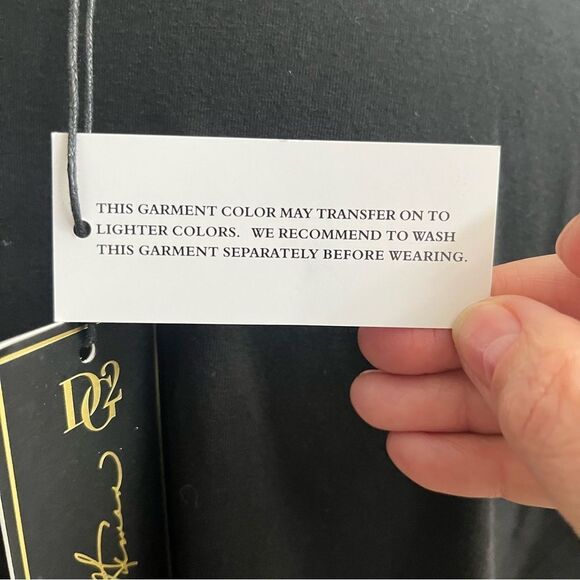 THIS GARMENT COLOR MAY TRANSFER ON TO
LIGHTER COLORS. WE RECOMMEND TO WASH
THIS GARMENT SEPARATELY BEFORE WEARING.
DG2